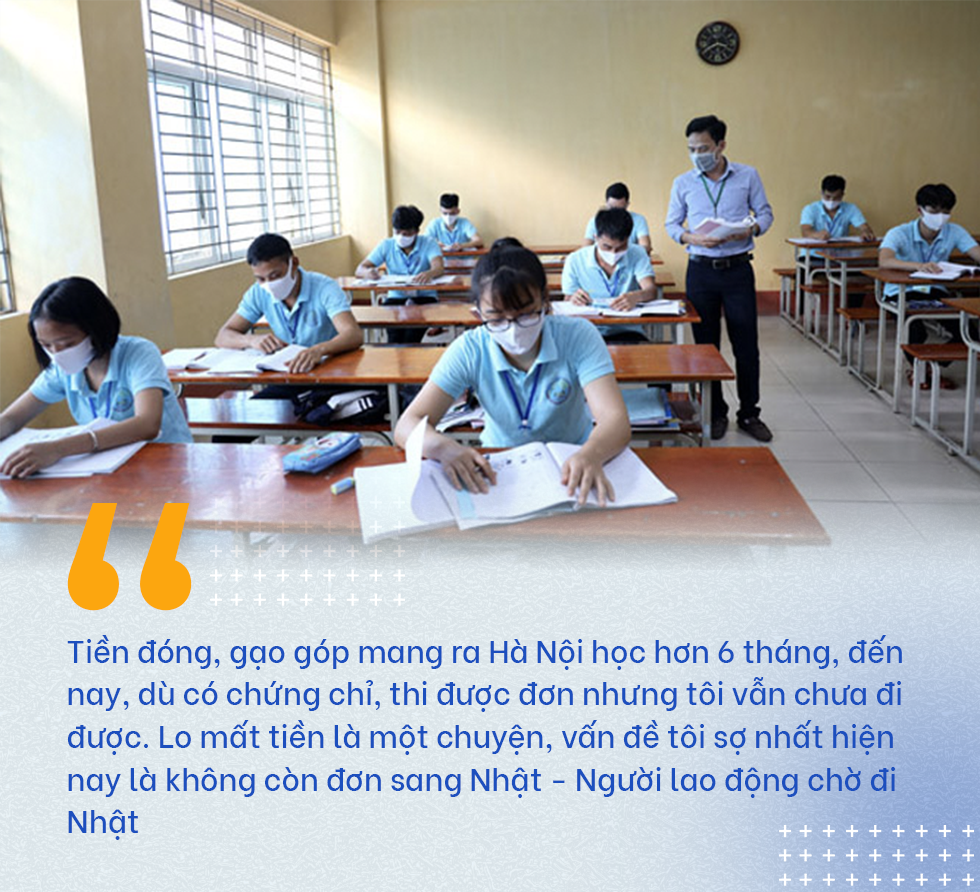 Tiền đóng, gạo góp mang ra Hà Nội học hơn 6 tháng, đến
nay, dù có chứng chỉ, thi được đơn nhưng tôi vẫn chưa đi
được. Lo mất tiền là một chuyện, vấn đề tôi sợ nhất hiện
nay là không còn đơn sang Nhật - Người lao động chờ đi
Nhật